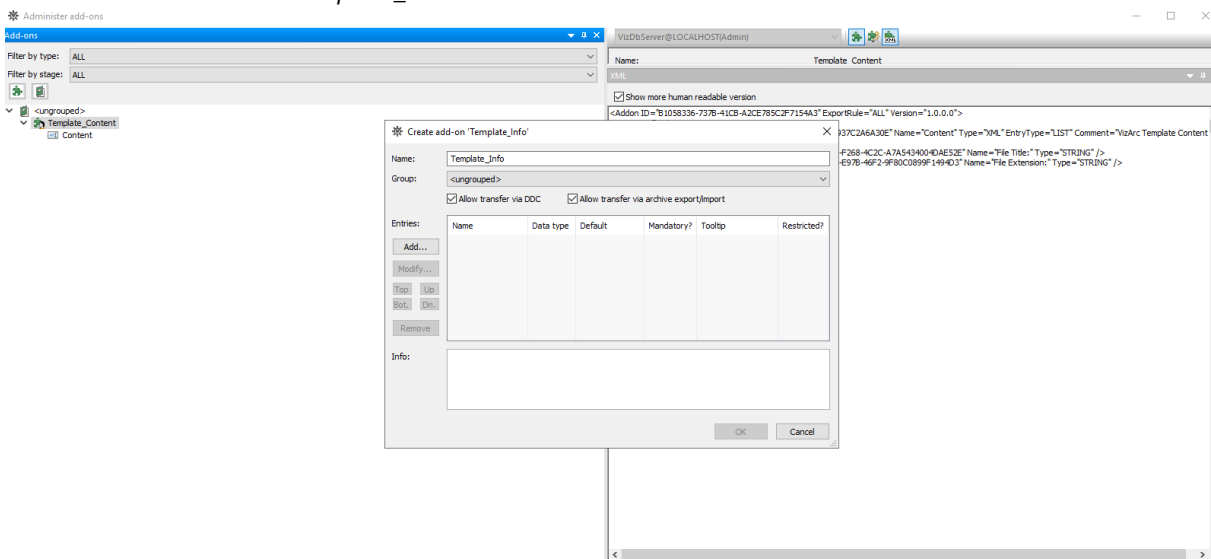 Administer add-ons
Add-ons
Filter by type: ALL
Filter by stage: ALL
<ungrouped>
Template_Content
Content
VizDbServer@LOCALHOST(Admin)
Name: Template_Content
XML
Show more human readable version
<Addon ID="B1058336-737B-41CB-A2CE785C2F7154A3" ExportRule="ALL" Version="1.0.0.0">
937C2A6A30E" Name="Content" Type="XML" EntryType="LIST" Comment="VizArc Template Content
-F268-4C2C-A7A5434004DAE52E" Name="File Title:" Type="STRING" />
-E97B-46F2-9F80C0899F1494D3" Name="File Extension:" Type="STRING" />
Create add-on 'Template_Info'
Name: Template_Info
Group: <ungrouped>
Allow transfer via DDC Allow transfer via archive export/import
Entries: Name Data type Default Mandatory? Tooltip Restricted?
Add...
Modify...
Top Up
Bot. Dn.
Remove
Info:
OK Cancel